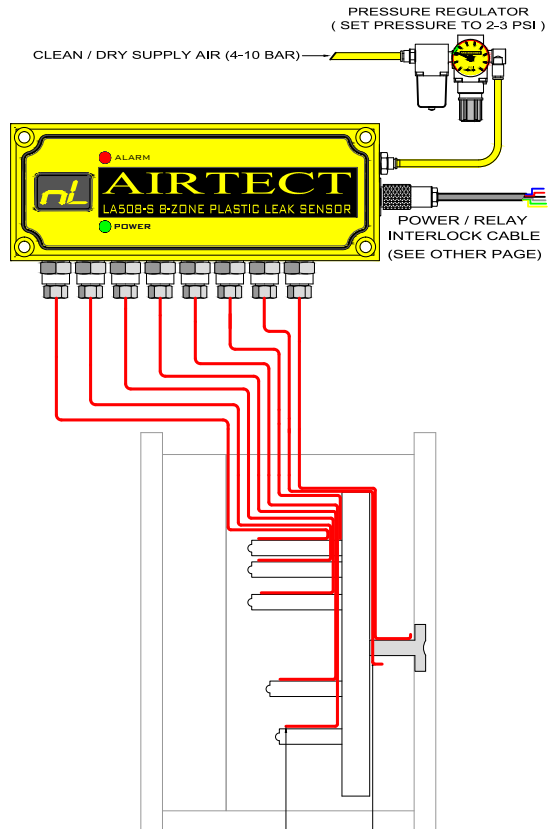 PRESSURE REGULATOR
( SET PRESSURE TO 2-3 PSI )
CLEAN / DRY SUPPLY AIR (4-10 BAR)
ALARM
nL
AIRTECT
LA508-S 8-ZONE PLASTIC LEAK SENSOR
POWER
POWER / RELAY
INTERLOCK CABLE
(SEE OTHER PAGE)